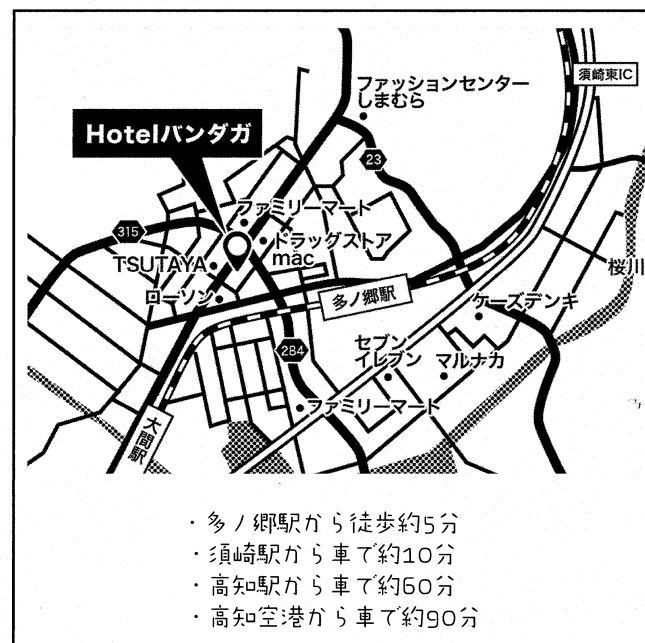 須崎東IC
ファッションセンター
しまむら
Hotelバンダガ
23
315
ファミリーマート
ドラッグストア
mac
TSUTAYA
ローソン
多ノ郷駅
桜川
ケーズデンキ
284
セブン
イレブン
マルナカ
ファミリーマート
大間駅
・多ノ郷駅から徒歩約5分
・須崎駅から車で約10分
・高知駅から車で約60分
・高知空港から車で約90分